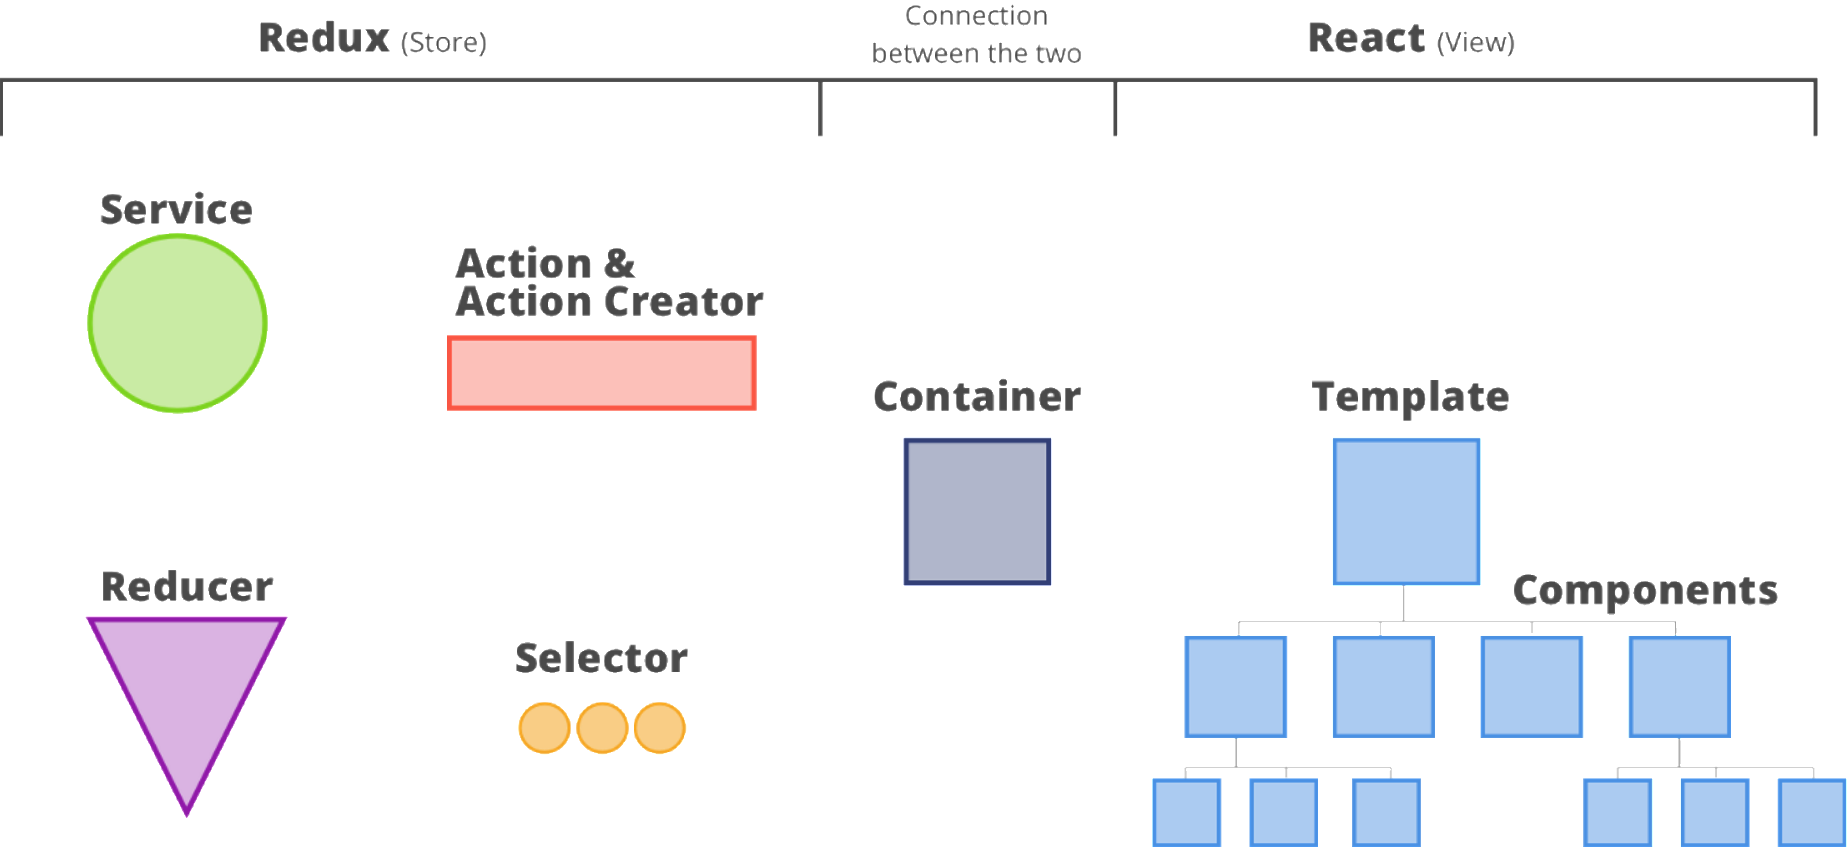 Redux (Store)
Connection
between the two
React (View)
Service
Action &
Action Creator
Container
Template
Reducer
Components
Selector